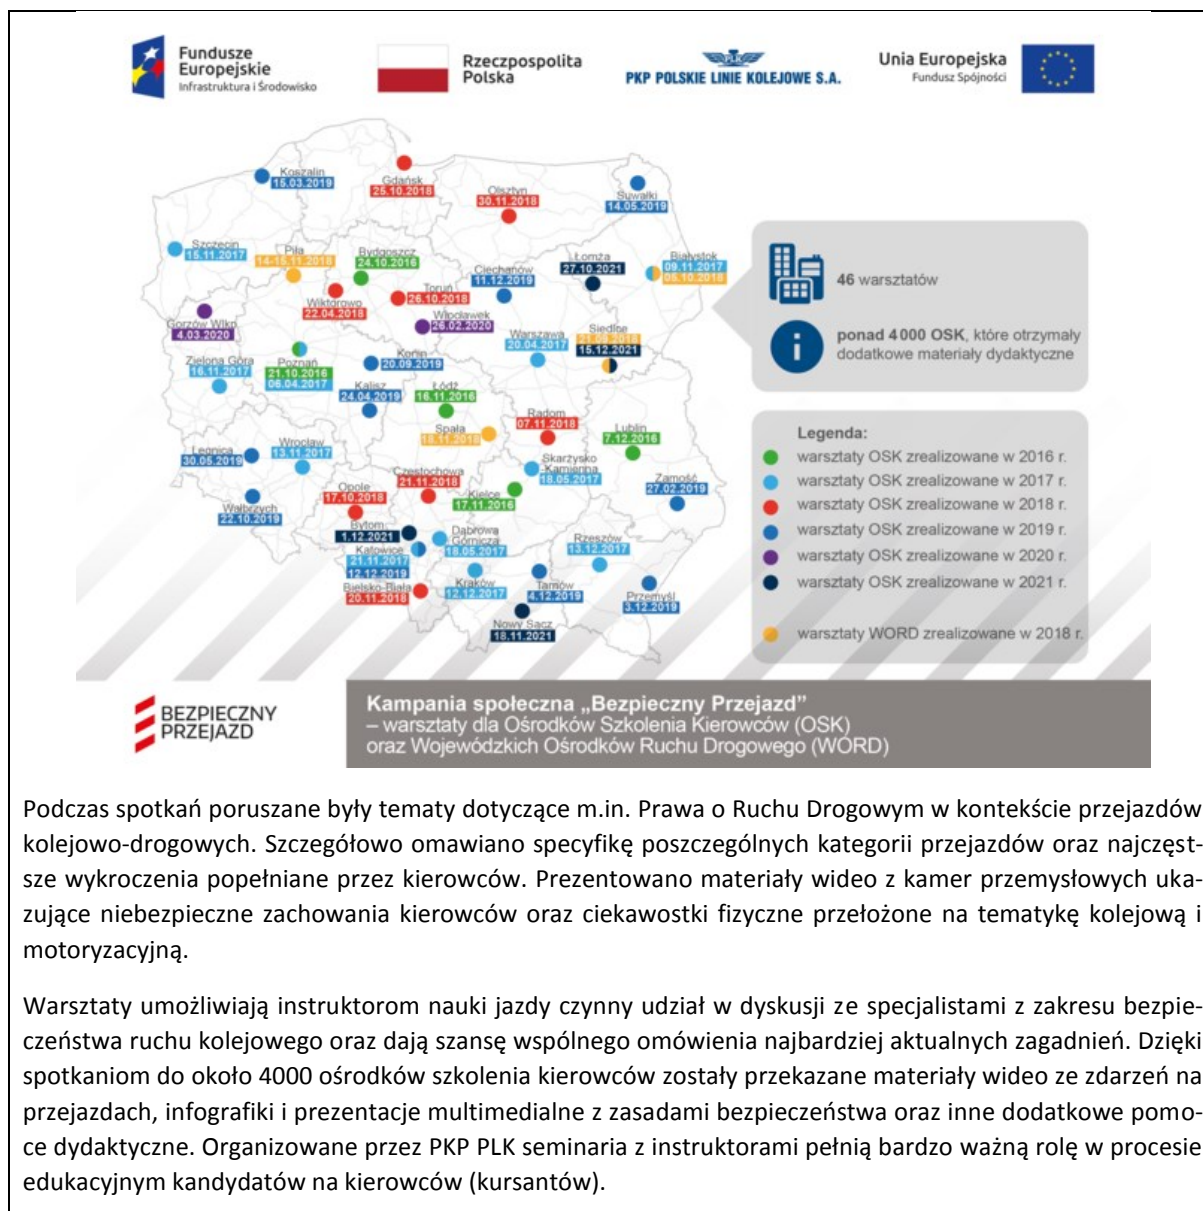 Fundusze
Europejskie
Infrastruktura i Środowisko
Rzeczpospolita
Polska
PLK
PKP POLSKIE LINIE KOLEJOWE S.A.
Unia Europejska
Fundusz Spójności
Koszalin
15.03.2019
Gdańsk
25.10.2018
Olsztyn
30.11.2018
Suwałki
14.05.2019
Szczecin
15.11.2017
Piła
14-15.11.2018
Bydgoszcz
24.10.2016
Ciechanów
11.12.2019
Łomża
27.10.2021
Białystok
09.11.2017
05.10.2018
Wiktorowo
22.04.2018
Toruń
26.10.2018
Gorzów Wlkp.
4.03.2020
Włocławek
26.02.2020
Warszawa
20.04.2017
Siedlce
21.09.2018
15.12.2021
Zielona Góra
16.11.2017
Poznań
21.10.2016
06.04.2017
Konin
20.09.2019
Kalisz
24.04.2019
Łódź
16.11.2016
Radom
07.11.2018
Lublin
7.12.2016
Spała
18.11.2018
Legnica
30.05.2019
Wrocław
13.11.2017
Skarżysko
-Kamienna
18.05.2017
Zamość
27.02.2019
Wałbrzych
22.10.2019
Opole
17.10.2018
Częstochowa
21.11.2018
Kielce
17.11.2016
Bytom
1.12.2021
Katowice
21.11.2017
12.12.2019
Dąbrowa
Górnicza
18.05.2017
Rzeszów
13.12.2017
Bielsko-Biała
20.11.2018
Kraków
12.12.2017
Tarnów
4.12.2019
Przemyśl
3.12.2019
Nowy Sącz
18.11.2021
46 warsztatów
ponad 4000 OSK, które otrzymały
dodatkowe materiały dydaktyczne
Legenda:
warsztaty OSK zrealizowane w 2016 r.
warsztaty OSK zrealizowane w 2017 r.
warsztaty OSK zrealizowane w 2018 r.
warsztaty OSK zrealizowane w 2019 r.
warsztaty OSK zrealizowane w 2020 r.
warsztaty OSK zrealizowane w 2021 r.
warsztaty WORD zrealizowane w 2018 r.
BEZPIECZNY
PRZEJAZD
Kampania społeczna „Bezpieczny Przejazd”
– warsztaty dla Ośrodków Szkolenia Kierowców (OSK)
oraz Wojewódzkich Ośrodków Ruchu Drogowego (WORD)
Podczas spotkań poruszane były tematy dotyczące m.in. Prawa o Ruchu Drogowym w kontekście przejazdów
kolejowo-drogowych. Szczegółowo omawiano specyfikę poszczególnych kategorii przejazdów oraz najczęst-
sze wykroczenia popełniane przez kierowców. Prezentowano materiały wideo z kamer przemysłowych uka-
zujące niebezpieczne zachowania kierowców oraz ciekawostki fizyczne przełożone na tematykę kolejową i
motoryzacyjną.
Warsztaty umożliwiają instruktorom nauki jazdy czynny udział w dyskusji ze specjalistami z zakresu bezpie-
czeństwa ruchu kolejowego oraz dają szansę wspólnego omówienia najbardziej aktualnych zagadnień. Dzięki
spotkaniom do około 4000 ośrodków szkolenia kierowców zostały przekazane materiały wideo ze zdarzeń na
przejazdach, infografiki i prezentacje multimedialne z zasadami bezpieczeństwa oraz inne dodatkowe pomo-
ce dydaktyczne. Organizowane przez PKP PLK seminaria z instruktorami pełnią bardzo ważną rolę w procesie
edukacyjnym kandydatów na kierowców (kursantów).